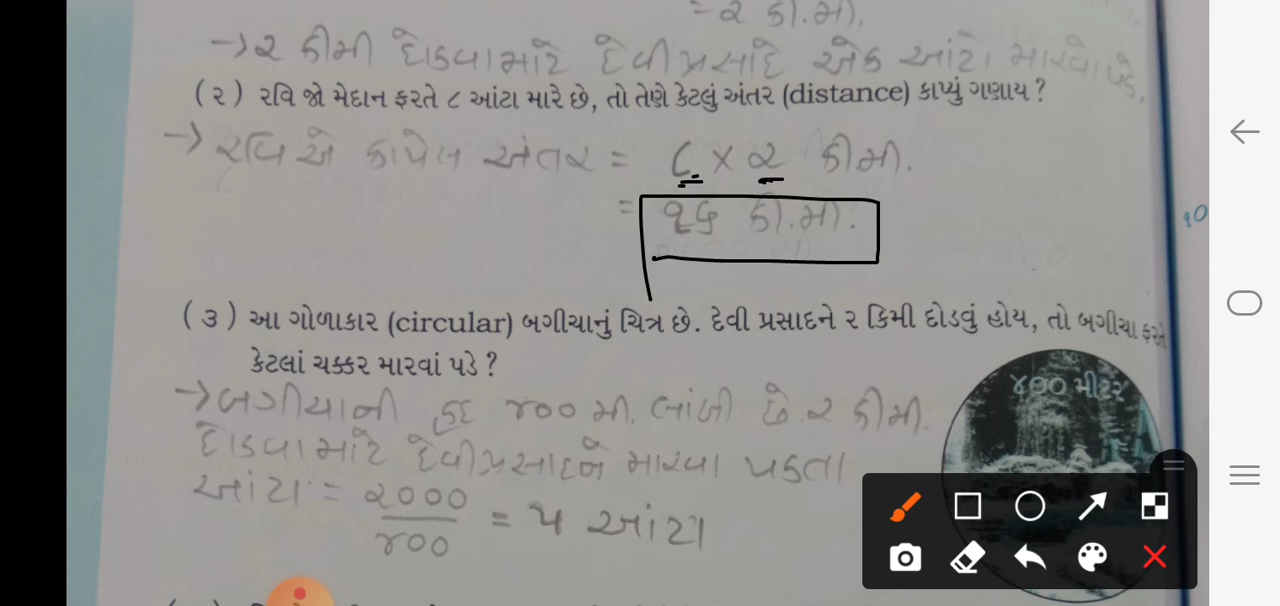 = ૨ કી.મી.
→ ૨ કીમી દોડવા માટે દેવીપ્રસાદે એક આંટો મારવો પડે.
(૨) રવિ જો મેદાન ફરતે ૮ આંટા મારે છે, તો તેણે કેટલું અંતર (distance) કાપ્યું ગણાય?
→ રવિ એ કાપેલ અંતર = ૮ × ૨ કીમી.
= ૧૬ કી.મી.
૧૦
(૩) આ ગોળાકાર (circular) બગીચાનું ચિત્ર છે. દેવી પ્રસાદને ૨ કિમી દોડવું હોય, તો બગીચા ફરતે
કેટલાં ચક્કર મારવાં પડે?
૪૦૦ મીટર
→ બગીચાની હદ ૪૦૦ મી. લાંબી છે. ૨ કીમી.
દોડવા માટે દેવીપ્રસાદને મારવા પડતા
આંટા = ૨૦૦૦/૪૦૦ = ૫ આંટા